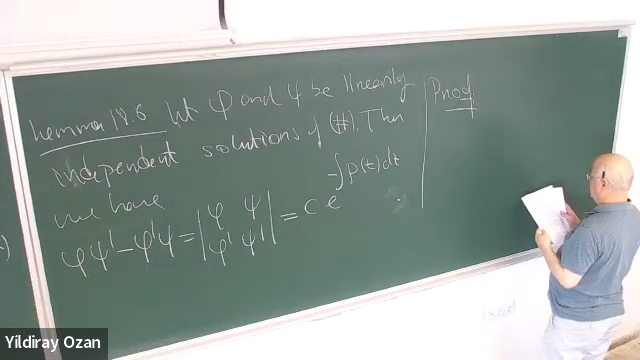 Lemma 18.6 Let φ and ψ be linearly
independent solutions of (#). Then
we have
φψ' - φ'ψ = | φ ψ φ' ψ' | = c e^{-∫p(t)dt}
Proof
Yildiray Ozan